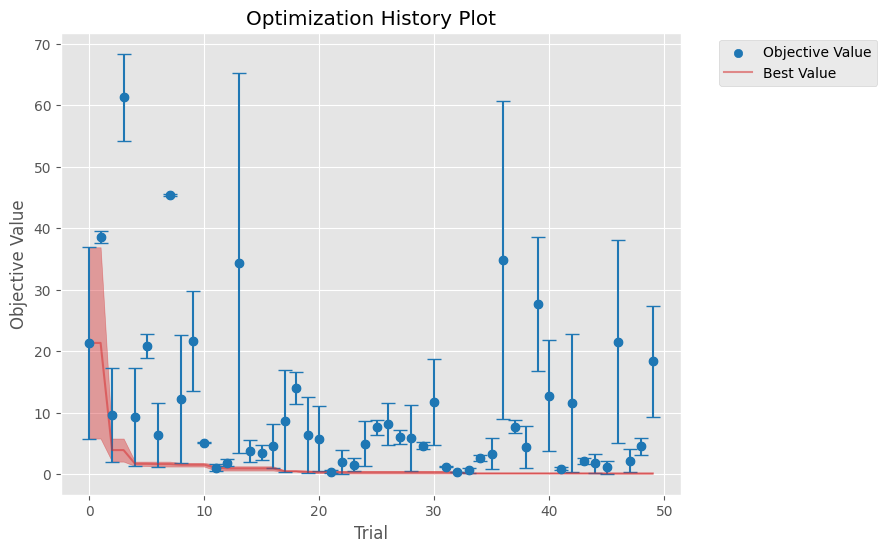 Optimization History Plot
70
60
50
40
30
20
10
0
Objective Value
0 10 20 30 40 50
Trial
Objective Value
Best Value